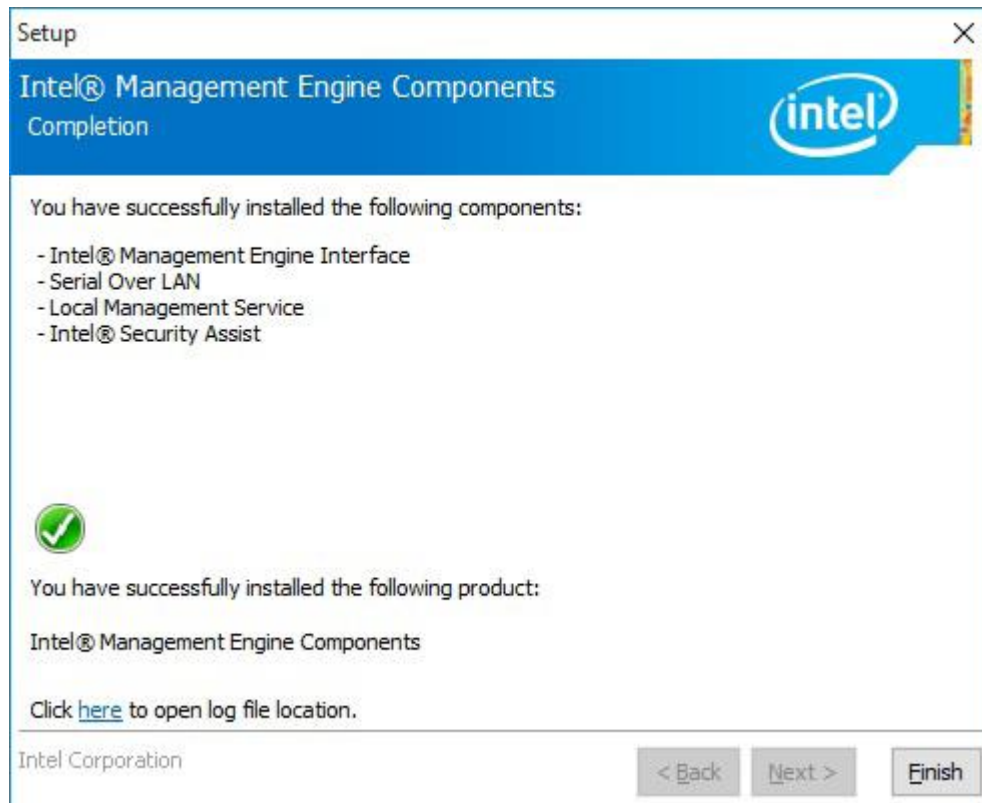 Setup
Intel® Management Engine Components
Completion
intel
You have successfully installed the following components:
- Intel® Management Engine Interface
- Serial Over LAN
- Local Management Service
- Intel® Security Assist
You have successfully installed the following product:
Intel® Management Engine Components
Click here to open log file location.
Intel Corporation
< Back Next > Finish